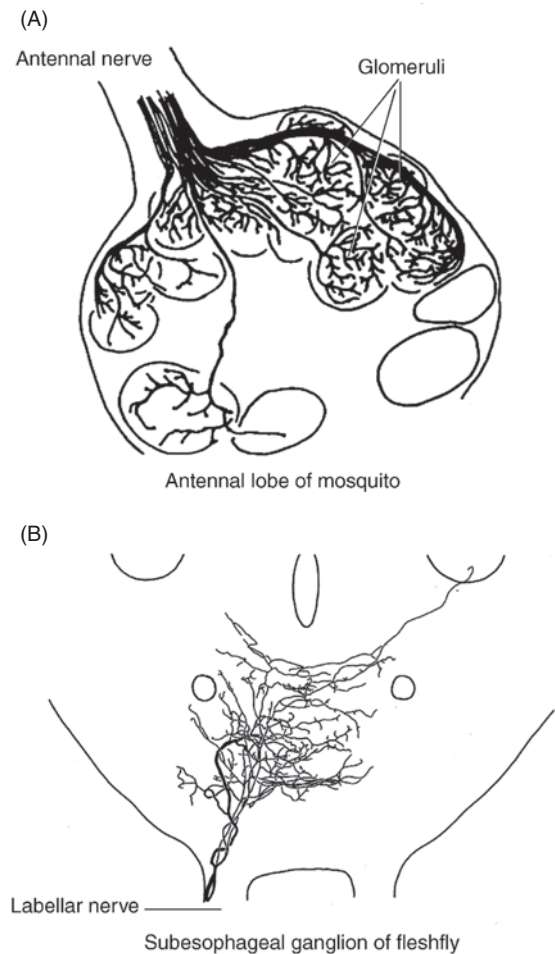 (A)
Antennal nerve
Glomeruli
Antennal lobe of mosquito
(B)
Labellar nerve
Subesophageal ganglion of fleshfly